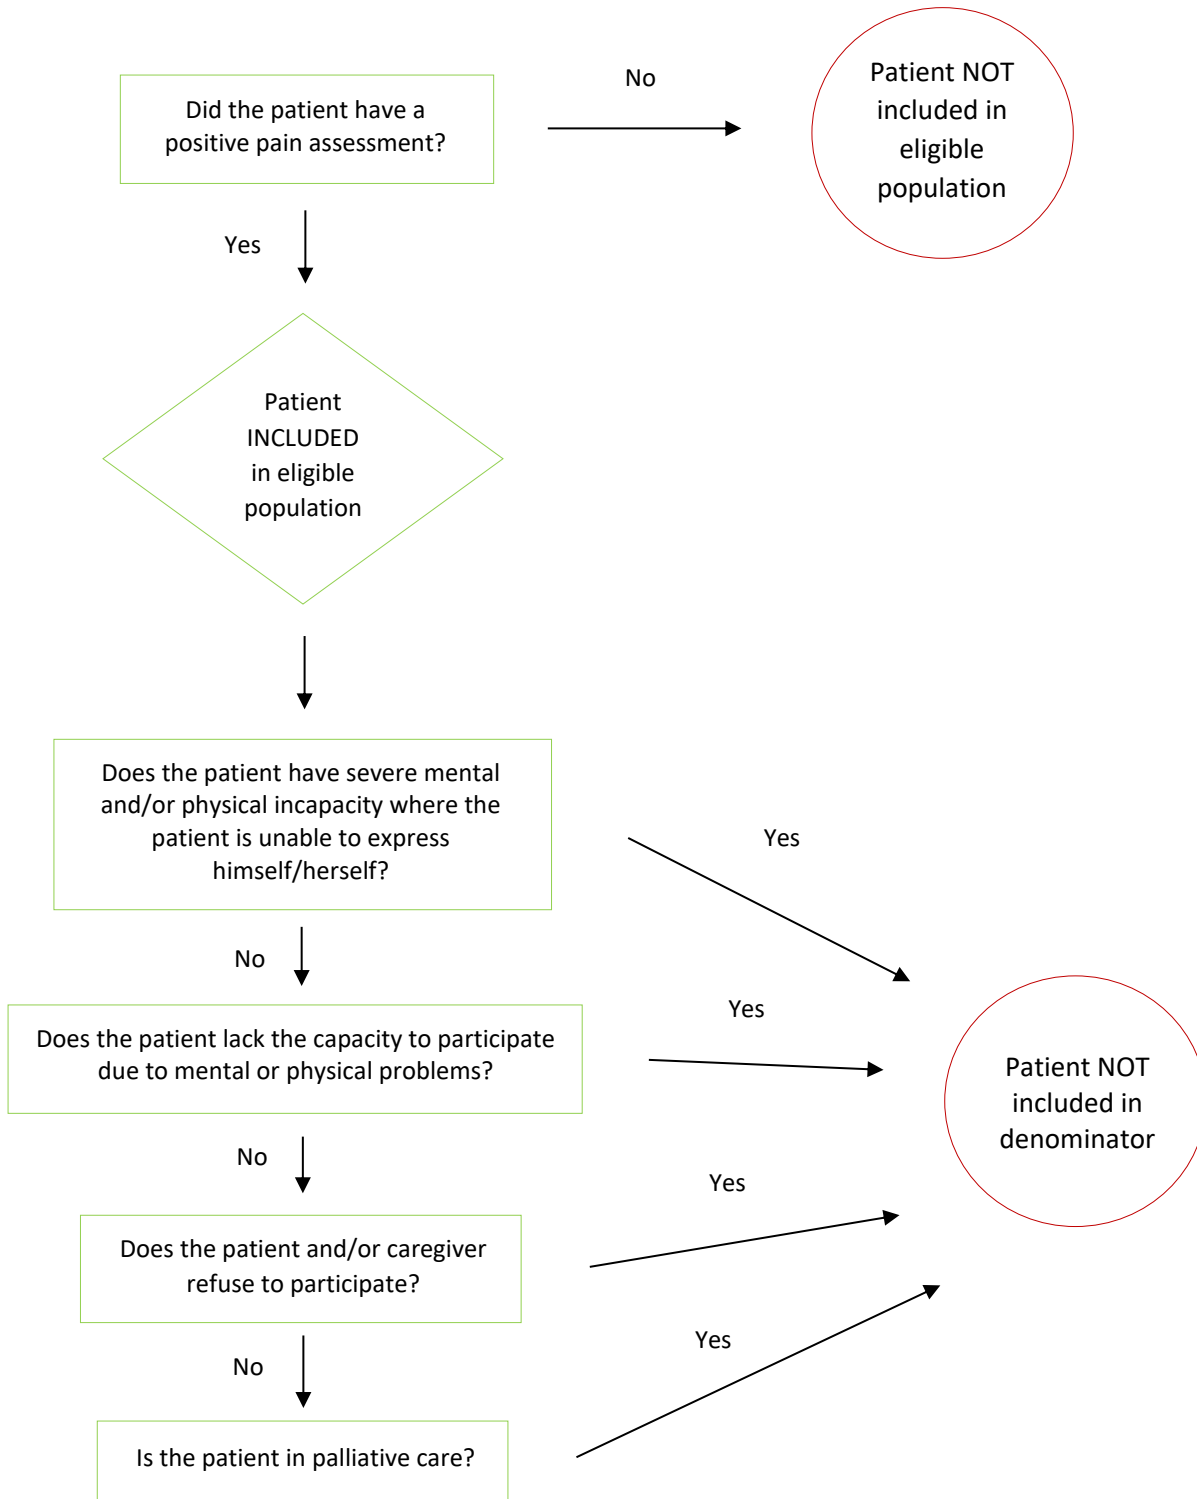 Did the patient have a
positive pain assessment?
No
Patient NOT
included in
eligible
population
Yes
Patient
INCLUDED
in eligible
population
Does the patient have severe mental
and/or physical incapacity where the
patient is unable to express
himself/herself?
Yes
No
Does the patient lack the capacity to participate
due to mental or physical problems?
Yes
Patient NOT
included in
denominator
No
Does the patient and/or caregiver
refuse to participate?
Yes
No
Is the patient in palliative care?
Yes